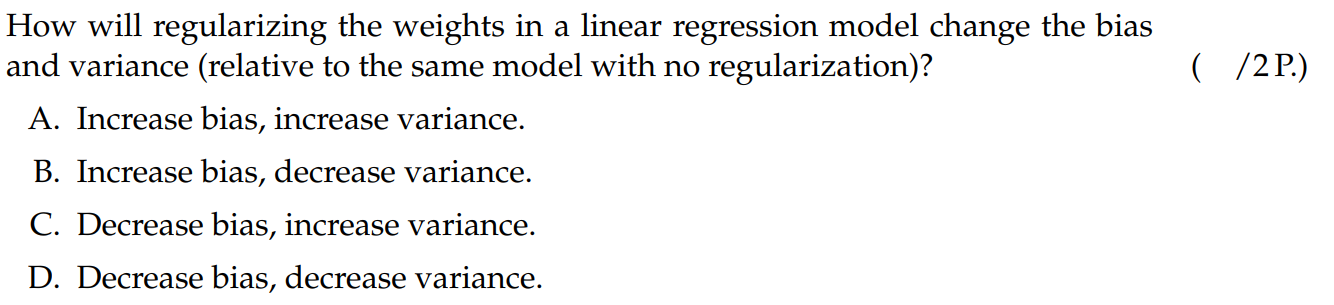 How will regularizing the weights in a linear regression model change the bias
and variance (relative to the same model with no regularization)? ( /2 P.)
A. Increase bias, increase variance.
B. Increase bias, decrease variance.
C. Decrease bias, increase variance.
D. Decrease bias, decrease variance.